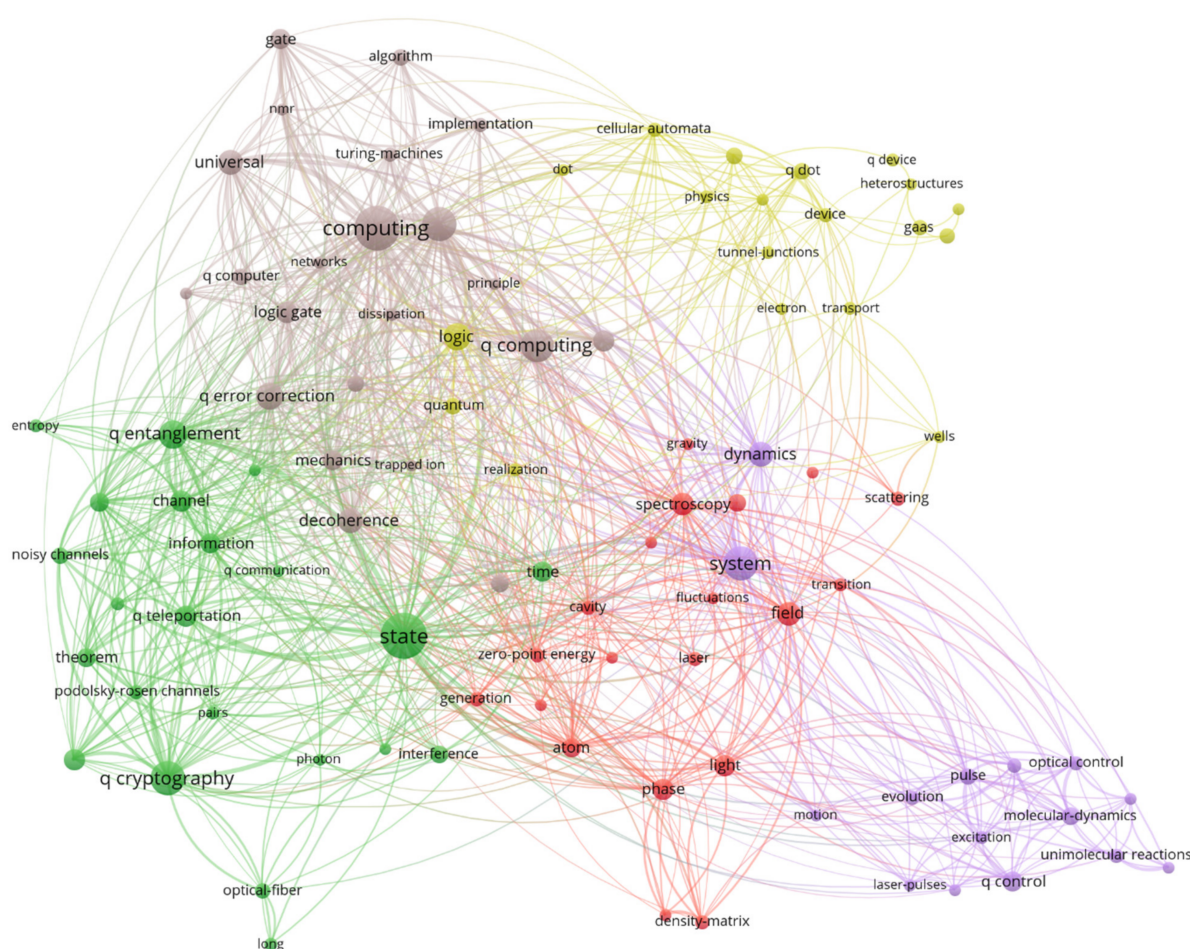 gate
algorithm
nmr
implementation
cellular automata
universal
turing-machines
dot
q dot
q device
heterostructures
physics
computing
device
gaas
networks
tunnel-junctions
q computer
principle
logic gate
dissipation
electron
transport
logic
q computing
q error correction
quantum
entropy
q entanglement
gravity
wells
mechanics
trapped ion
realization
dynamics
channel
spectroscopy
scattering
decoherence
noisy channels
information
q communication
time
system
transition
q teleportation
cavity
fluctuations
field
state
theorem
zero-point energy
laser
podolsky-rosen channels
generation
pairs
photon
interference
atom
light
q cryptography
phase
pulse
optical control
evolution
motion
molecular-dynamics
excitation
unimolecular reactions
optical-fiber
laser-pulses
q control
density-matrix
long